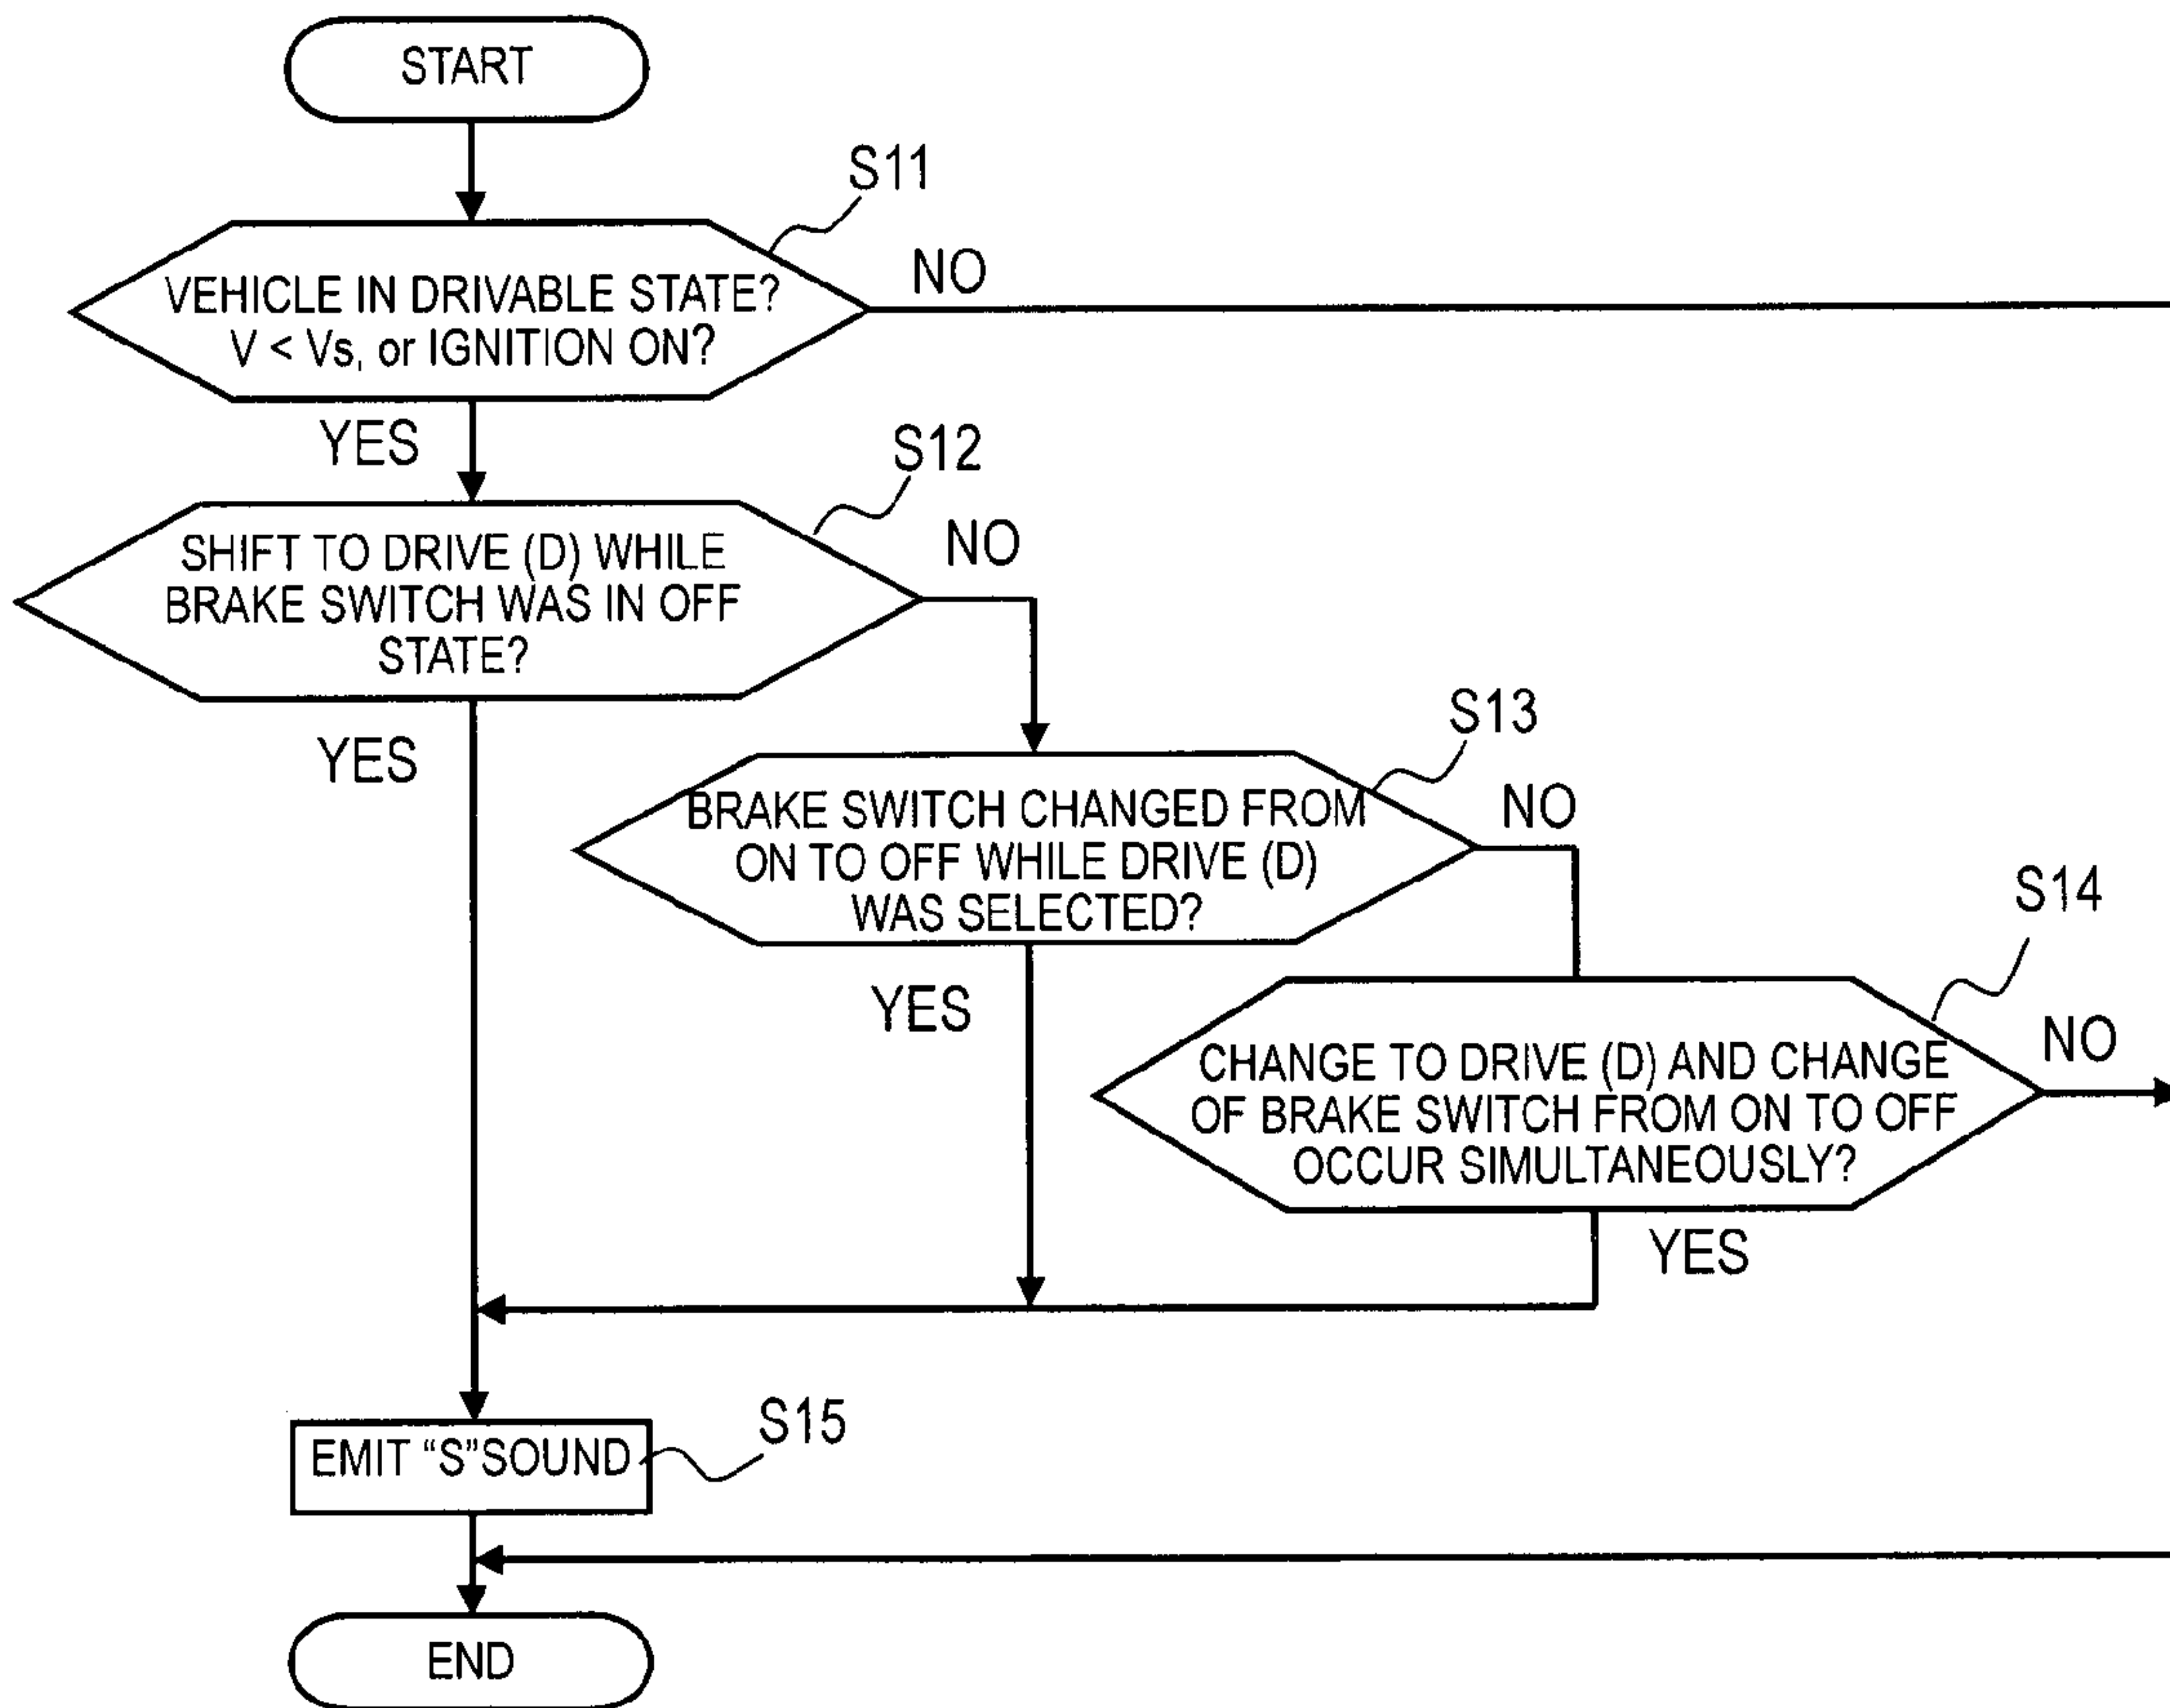 START
S11
NO
VEHICLE IN DRIVABLE STATE?
V < Vs, or IGNITION ON?
YES
S12
NO
SHIFT TO DRIVE (D) WHILE
BRAKE SWITCH WAS IN OFF
STATE?
YES
S13
NO
BRAKE SWITCH CHANGED FROM
ON TO OFF WHILE DRIVE (D)
WAS SELECTED?
YES
S14
NO
CHANGE TO DRIVE (D) AND CHANGE
OF BRAKE SWITCH FROM ON TO OFF
OCCUR SIMULTANEOUSLY?
YES
S15
EMIT “S”SOUND
END